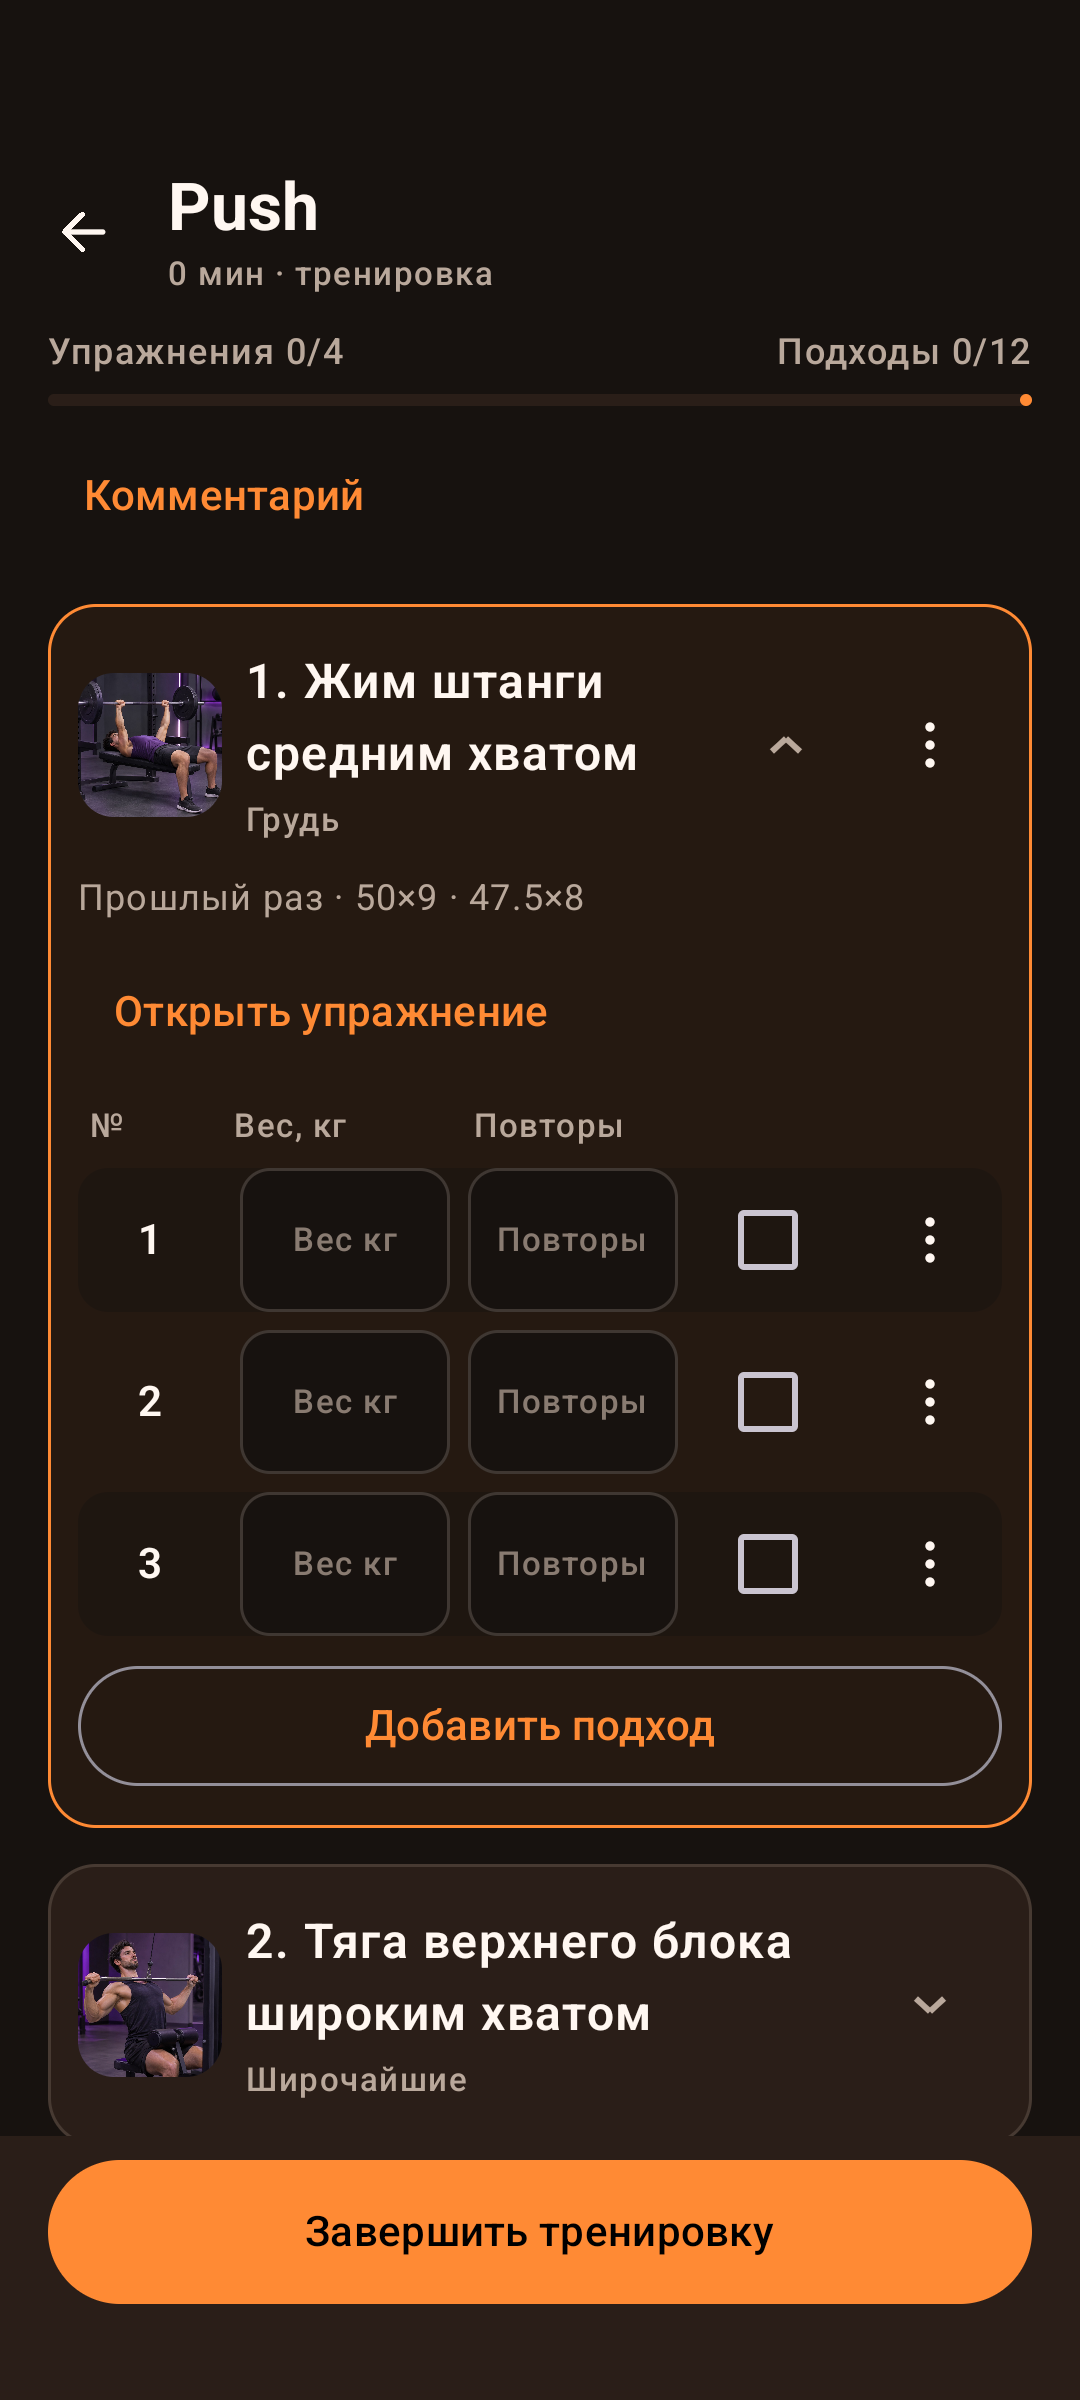 Push
0 мин · тренировка
Упражнения 0/4
Подходы 0/12
Комментарий
1. Жим штанги
средним хватом
Грудь
Прошлый раз · 50×9 · 47.5×8
Открыть упражнение
№ Вес, кг Повторы
1 Вес кг Повторы
2 Вес кг Повторы
3 Вес кг Повторы
Добавить подход
2. Тяга верхнего блока
широким хватом
Широчайшие
Завершить тренировку